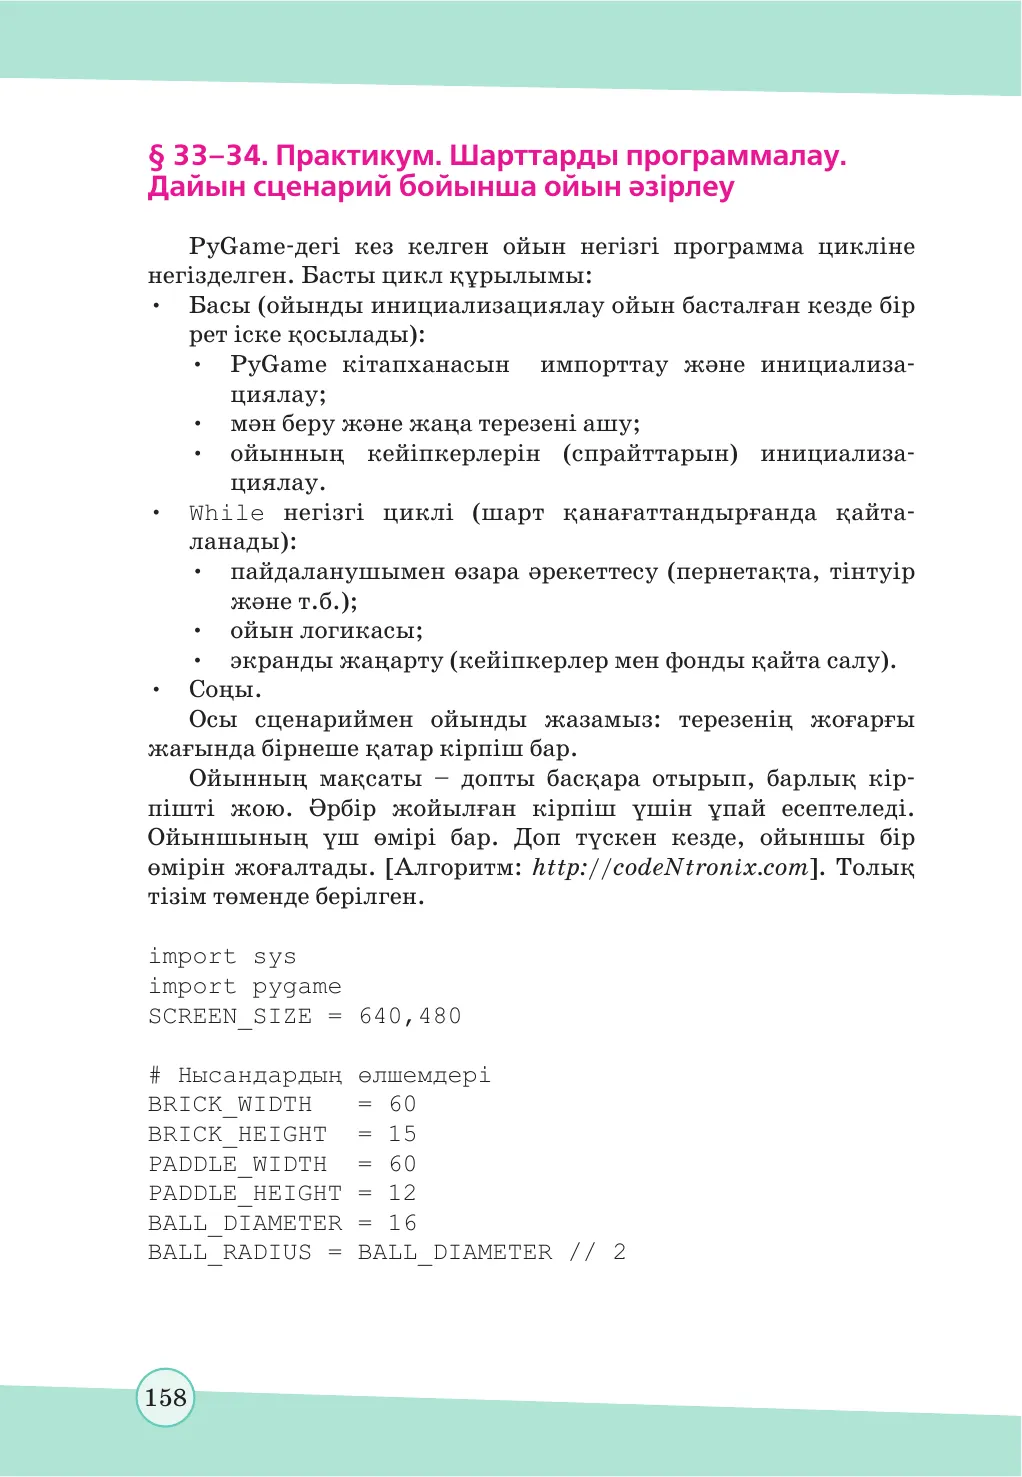 § 33–34. Практикум. Шарттарды программалау.
Дайын сценарий бойынша ойын әзірлеу
PyGame-дегі кез келген ойын негізгі программа цикліне
негізделген. Басты цикл құрылымы:
• Басы (ойынды инициализациялау ойын басталған кезде бір
рет іске қосылады):
• PyGame кітапханасын импорттау және инициализа-
циялау;
• мән беру және жаңа терезені ашу;
• ойынның кейіпкерлерін (спрайттарын) инициализа-
циялау.
• While негізгі циклі (шарт қанағаттандырғанда қайта-
ланады):
• пайдаланушымен өзара әрекеттесу (пернетақта, тінтуір
және т.б.);
• ойын логикасы;
• экранды жаңарту (кейіпкерлер мен фонды қайта салу).
• Соңы.
Осы сценариймен ойынды жазамыз: терезенің жоғарғы
жағында бірнеше қатар кірпіш бар.
Ойынның мақсаты – допты басқара отырып, барлық кір-
пішті жою. Әрбір жойылған кірпіш үшін ұпай есептеледі.
Ойыншының үш өмірі бар. Доп түскен кезде, ойыншы бір
өмірін жоғалтады. [Алгоритм: http://codeNtronix.com]. Толық
тізім төменде берілген.
import sys
import pygame
SCREEN_SIZE = 640,480
# Нысандардың өлшемдері
BRICK_WIDTH = 60
BRICK_HEIGHT = 15
PADDLE_WIDTH = 60
PADDLE_HEIGHT = 12
BALL_DIAMETER = 16
BALL_RADIUS = BALL_DIAMETER // 2
158